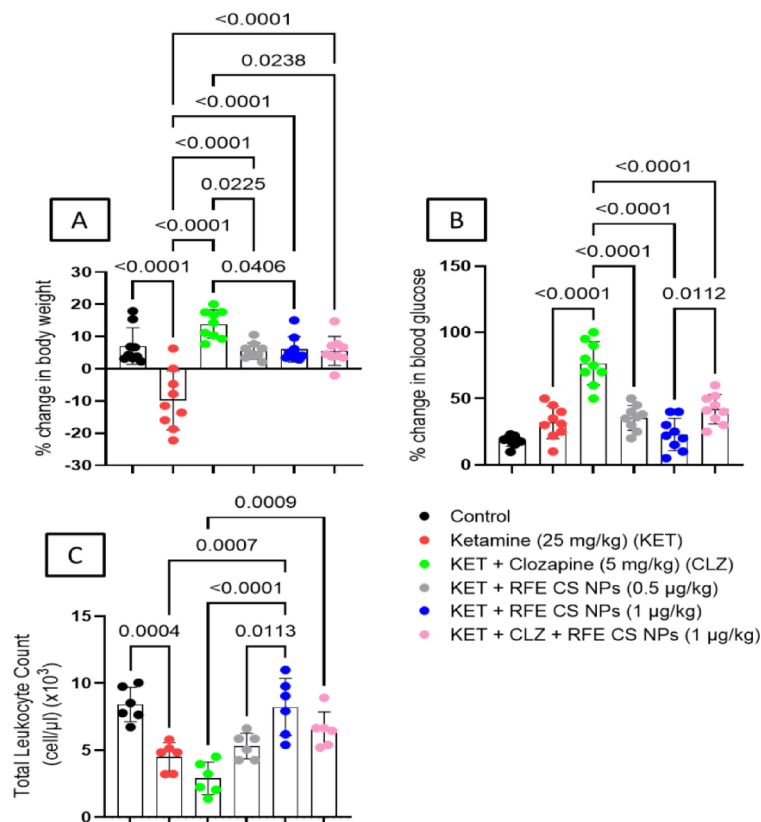 <0.0001
0.0238
<0.0001
<0.0001
0.0225
<0.0001
<0.0001
0.0406
A
% change in body weight
30
20
10
0
-10
-20
-30
B
<0.0001
<0.0001
<0.0001
0.0112
% change in blood glucose
150
100
50
0
C
0.0009
0.0007
<0.0001
0.0004
0.0113
Total Leukocyte Count
(cell/µl) (x10³)
15
10
5
0
Control
Ketamine (25 mg/kg) (KET)
KET + Clozapine (5 mg/kg) (CLZ)
KET + RFE CS NPs (0.5 µg/kg)
KET + RFE CS NPs (1 µg/kg)
KET + CLZ + RFE CS NPs (1 µg/kg)